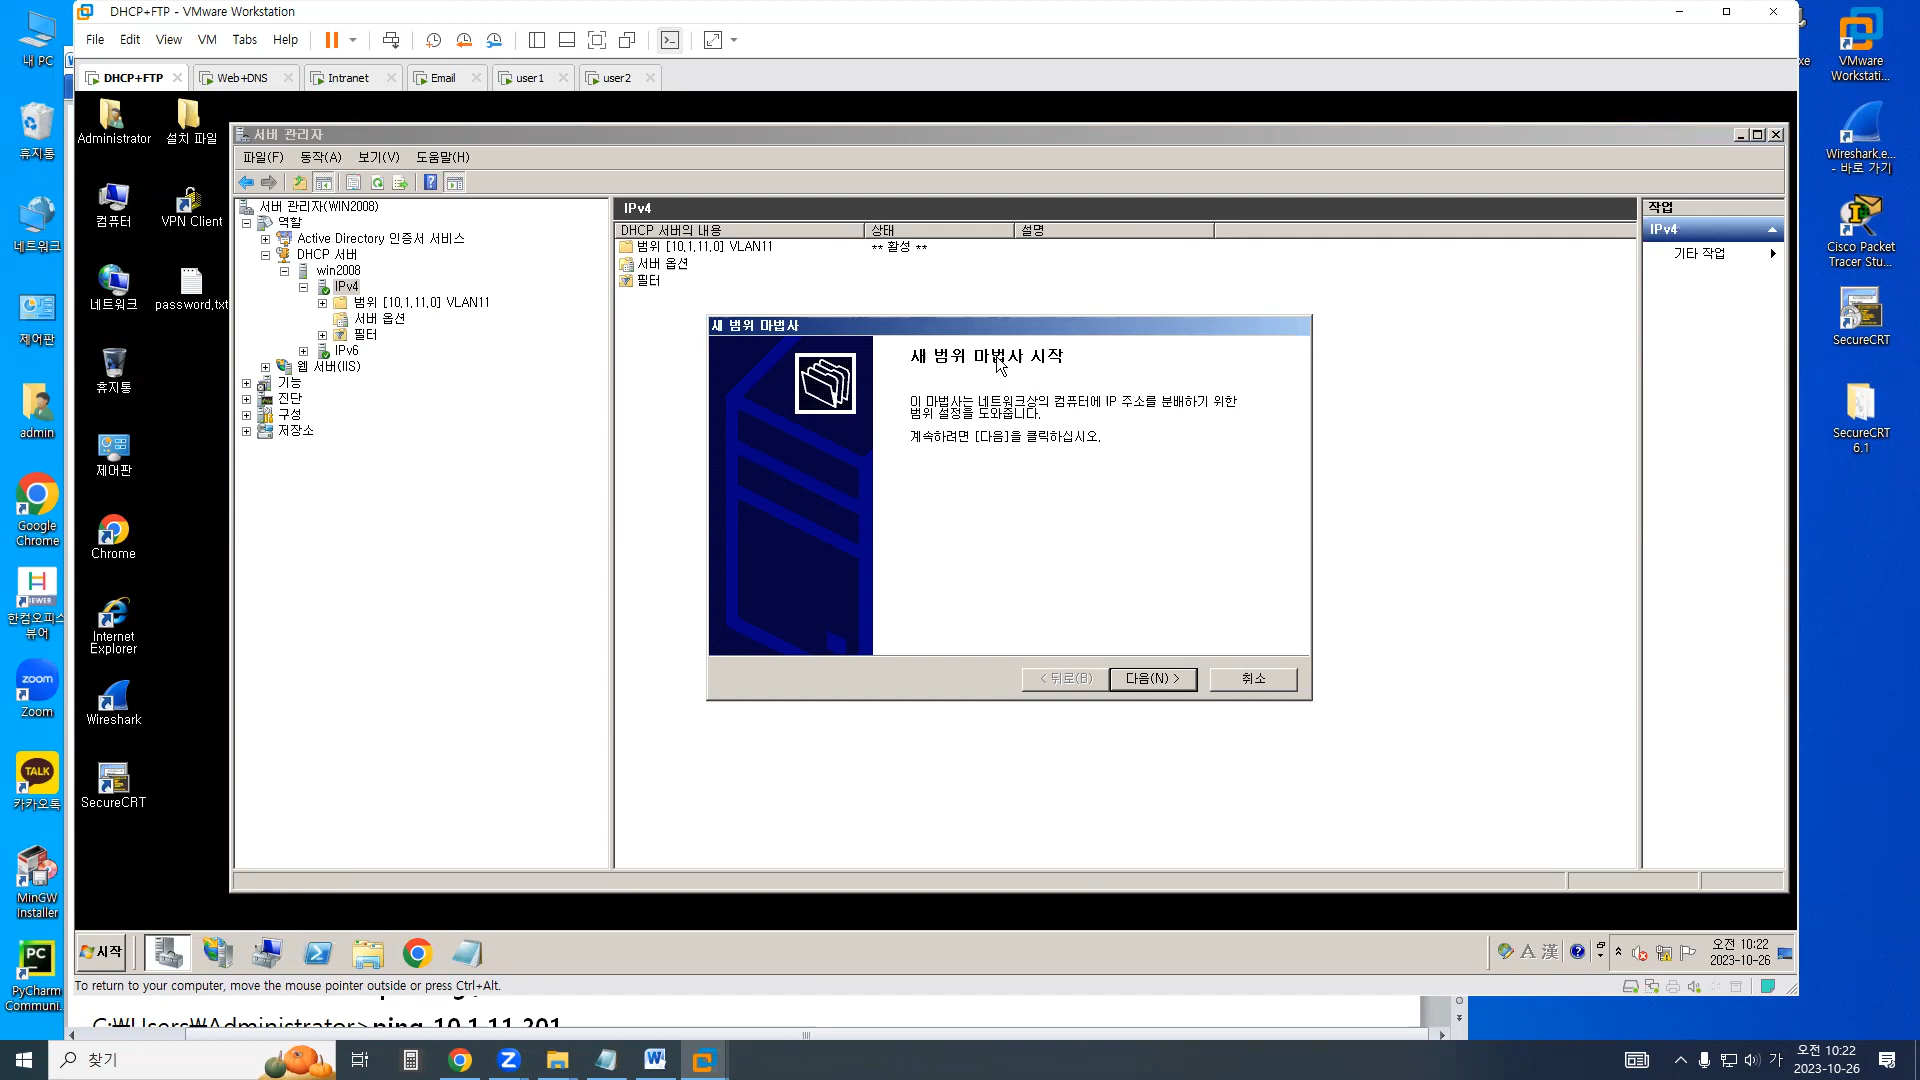 DHCP+FTP - VMware Workstation
File Edit View VM Tabs Help
DHCP+FTP Web+DNS Intranet Email user1 user2
내 PC
휴지통
네트워크
제어판
admin
Google
Chrome
한컴오피스
뷰어
Zoom
카카오톡
MinGW
Installer
PyCharm
Communi...
Administrator
설치 파일
컴퓨터
VPN Client
네트워크
password.txt
휴지통
제어판
Chrome
Internet
Explorer
Wireshark
SecureCRT
서버 관리자
파일(F) 동작(A) 보기(V) 도움말(H)
서버 관리자(WIN2008)
역할
Active Directory 인증서 서비스
DHCP 서버
win2008
IPv4
범위 [10.1.11.0] VLAN11
서버 옵션
필터
IPv6
웹 서버(IIS)
기능
진단
구성
저장소
IPv4
DHCP 서버의 내용 상태 설명
범위 [10.1.11.0] VLAN11 ** 활성 **
서버 옵션
필터
작업
IPv4
기타 작업
새 범위 마법사
새 범위 마법사 시작
이 마법사는 네트워크상의 컴퓨터에 IP 주소를 분배하기 위한
범위 설정을 도와줍니다.
계속하려면 [다음]을 클릭하십시오.
< 뒤로(B) 다음(N) > 취소
시작
오전 10:22
2023-10-26
To return to your computer, move the mouse pointer outside or press Ctrl+Alt.
C:₩Users₩Administrator>ping 10.1.11.201
VMware
Workstati...
Wireshark.e...
- 바로 가기
Cisco Packet
Tracer Stu...
SecureCRT
SecureCRT
6.1
찾기
가
오전 10:22
2023-10-26